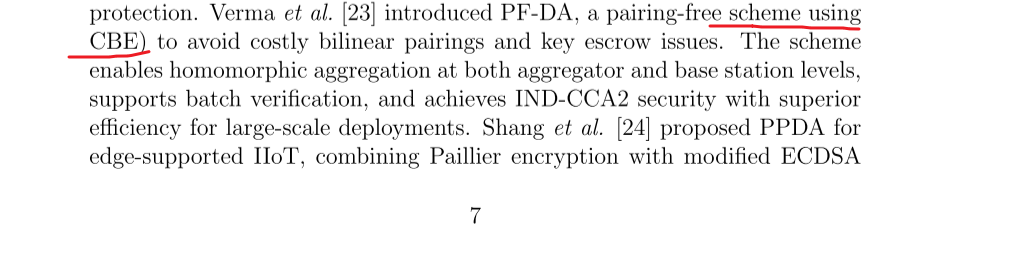 protection. Verma et al. [23] introduced PF-DA, a pairing-free scheme using
CBE) to avoid costly bilinear pairings and key escrow issues. The scheme
enables homomorphic aggregation at both aggregator and base station levels,
supports batch verification, and achieves IND-CCA2 security with superior
efficiency for large-scale deployments. Shang et al. [24] proposed PPDA for
edge-supported IIoT, combining Paillier encryption with modified ECDSA
7